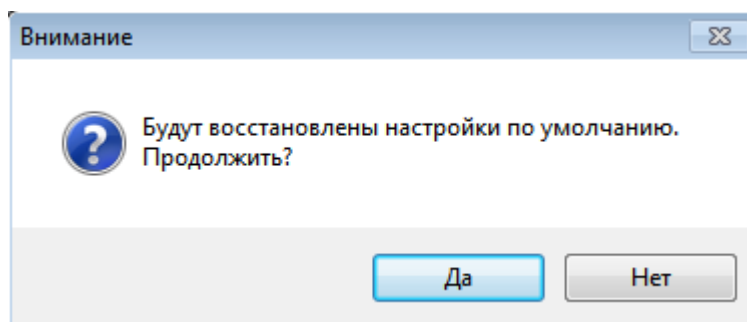 Внимание
Будут восстановлены настройки по умолчанию.
Продолжить?
Да
Нет